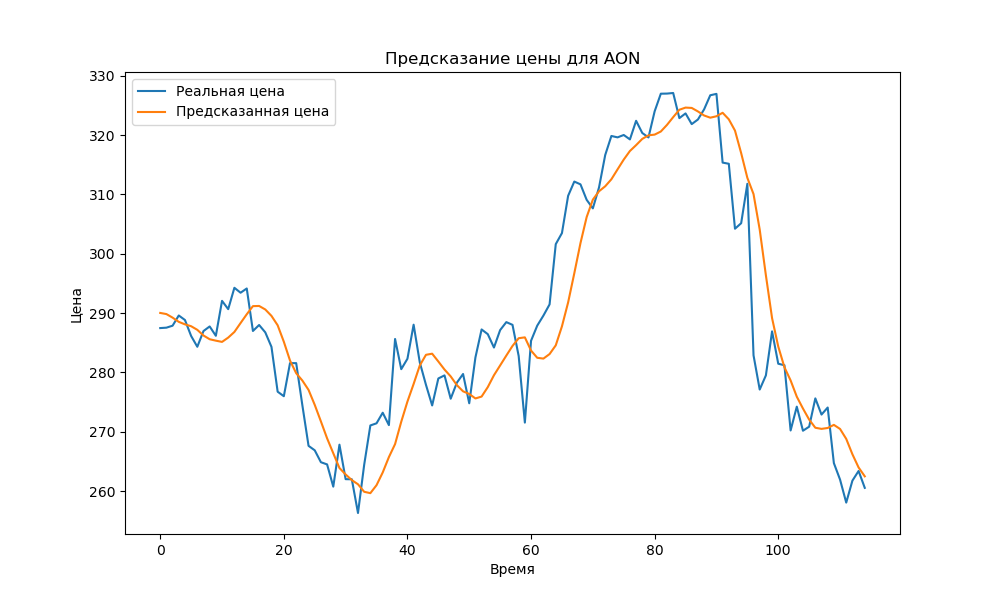 Предсказание цены для AON
Реальная цена
Предсказанная цена
330
320
310
300
290
280
270
260
Цена
0
20
40
60
80
100
Время